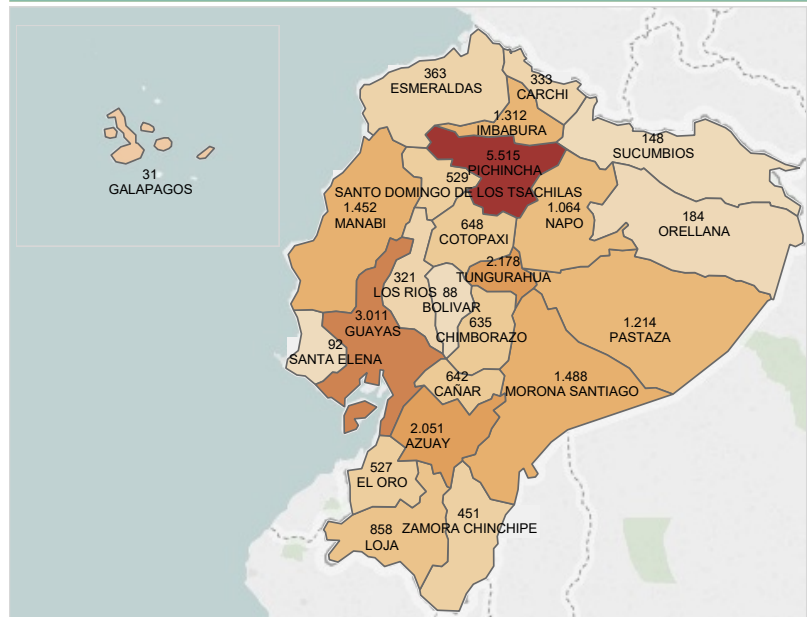 363
ESMERALDAS
333
CARCHI
1.312
IMBABURA
148
SUCUMBIOS
5.515
PICHINCHA
31
GALAPAGOS
529
SANTO DOMINGO DE LOS TSACHILAS
1.452
MANABI
1.064
NAPO
184
ORELLANA
648
COTOPAXI
2.178
TUNGURAHUA
321
LOS RIOS
88
BOLIVAR
3.011
GUAYAS
635
CHIMBORAZO
1.214
PASTAZA
92
SANTA ELENA
642
CAÑAR
1.488
MORONA SANTIAGO
2.051
AZUAY
527
EL ORO
451
ZAMORA CHINCHIPE
858
LOJA